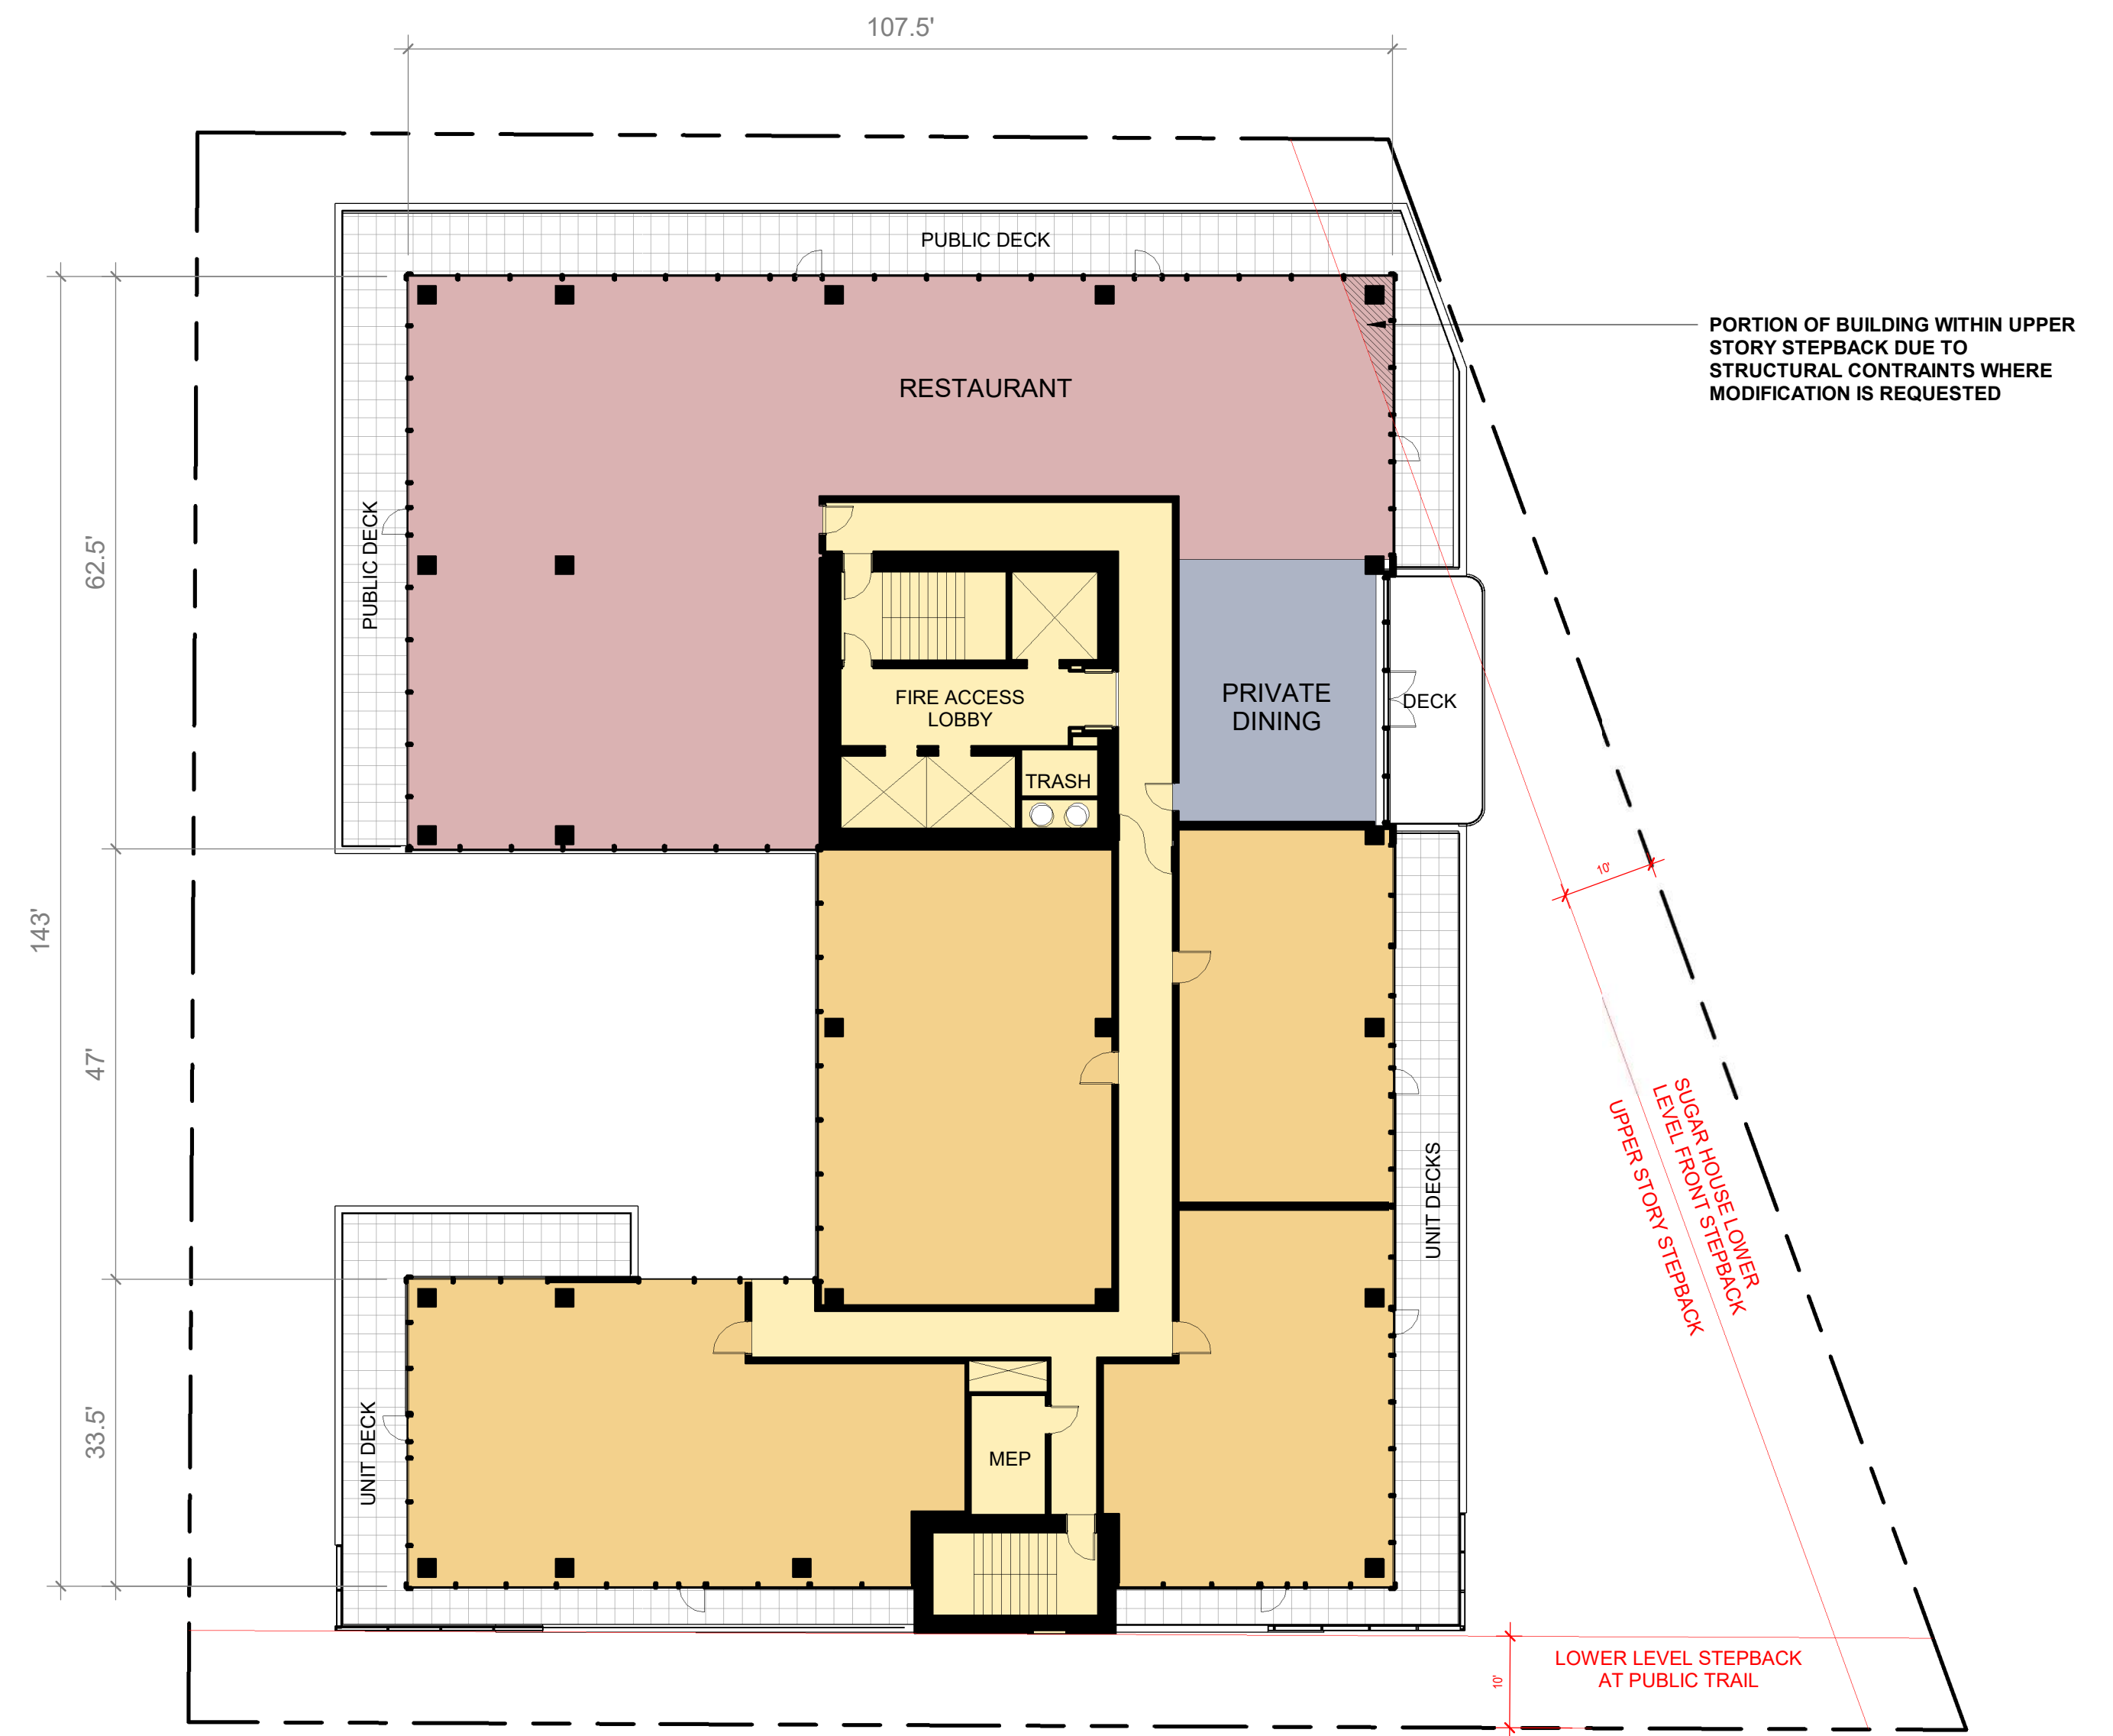 107.5'
PUBLIC DECK
PORTION OF BUILDING WITHIN UPPER
STORY STEPBACK DUE TO
STRUCTURAL CONTRAINTS WHERE
MODIFICATION IS REQUESTED
RESTAURANT
PUBLIC DECK
62.5'
FIRE ACCESS
LOBBY
PRIVATE
DINING
DECK
TRASH
10'
143'
47'
SUGAR HOUSE LOWER
LEVEL FRONT STEPBACK
UPPER STORY STEPBACK
UNIT DECKS
33.5'
UNIT DECK
MEP
LOWER LEVEL STEPBACK
AT PUBLIC TRAIL
10'